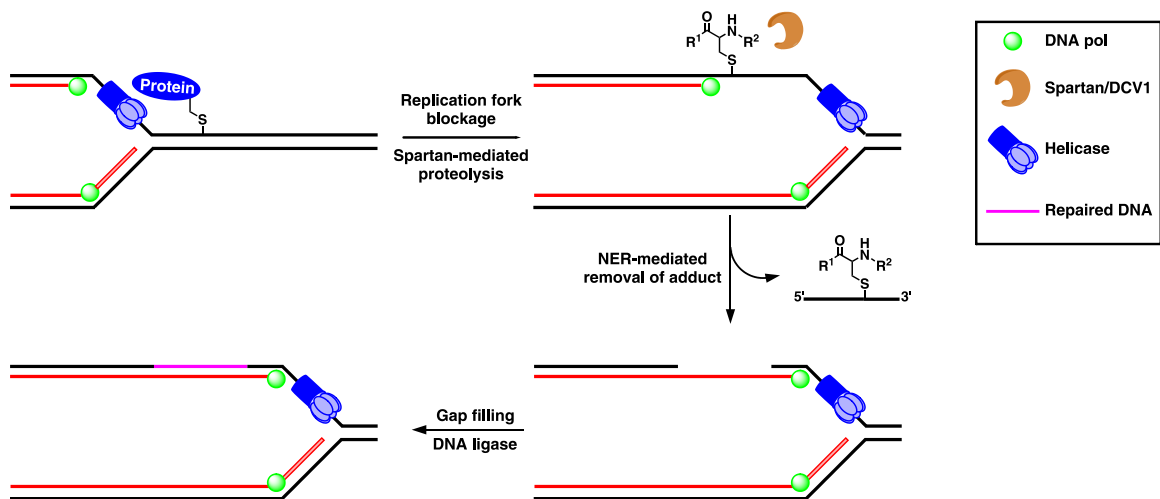 Protein
S
Replication fork
blockage
Spartan-mediated
proteolysis
O
H
N
R1
R2
S
DNA pol
Spartan/DCV1
Helicase
Repaired DNA
NER-mediated
removal of adduct
O
H
N
R1
R2
S
5'
3'
Gap filling
DNA ligase